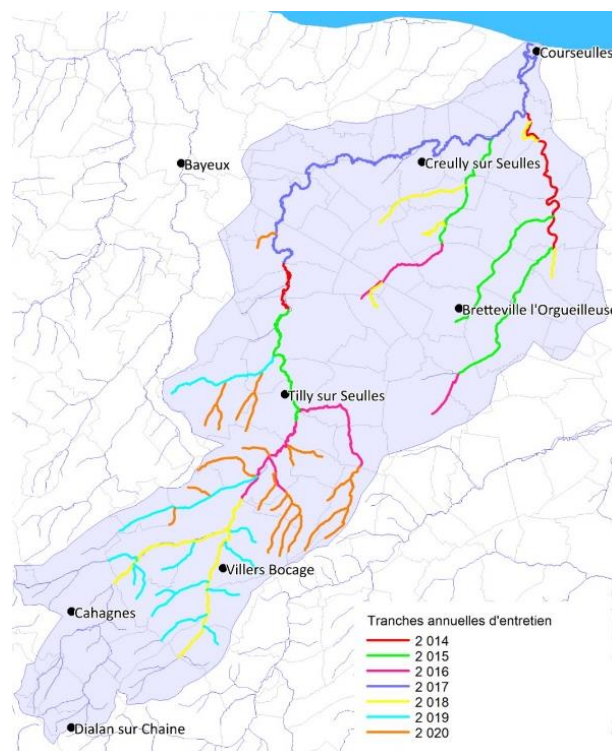 Courseulles
Bayeux
Creully sur Seulles
Bretteville l'Orgueilleuse
Tilly sur Seulles
Villers Bocage
Cahagnes
Dialan sur Chaine
Tranches annuelles d'entretien
2 014
2 015
2 016
2 017
2 018
2 019
2 020